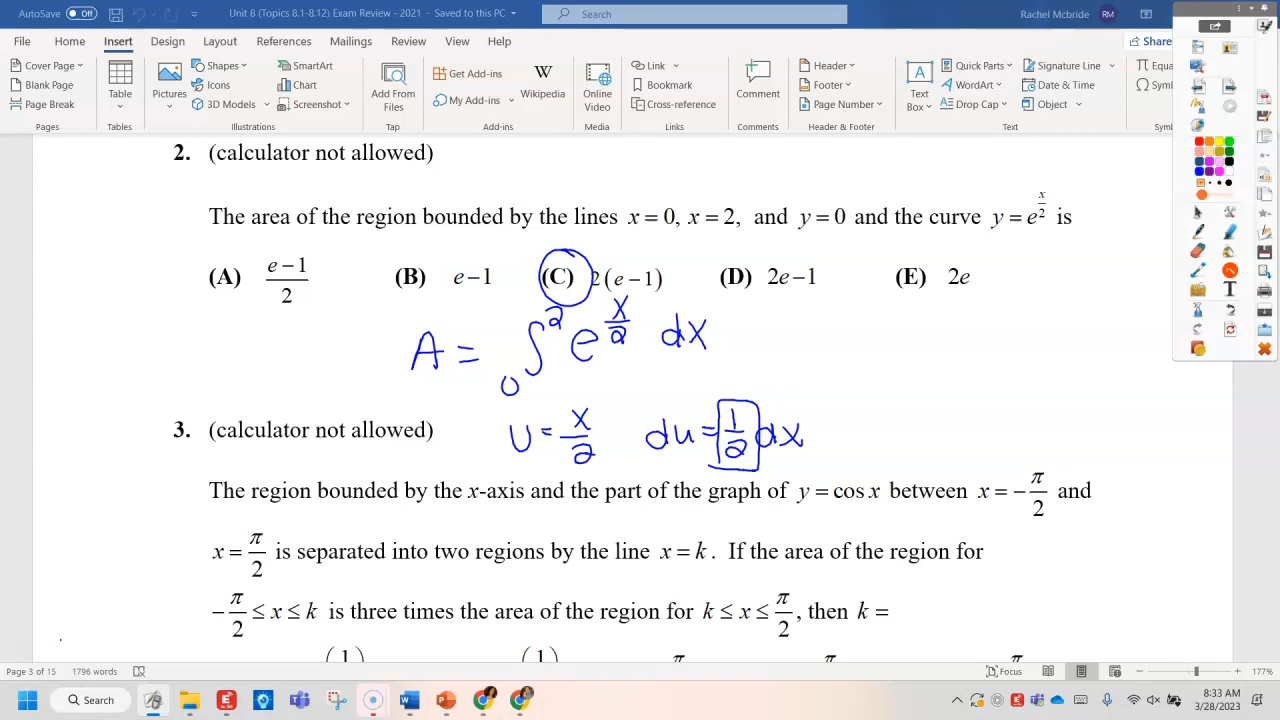 AutoSave Off Unit 8 (Topics 8.1-8.12) Exam Review - 2021 - Saved to this PC Search Rachel McBride RM
File Home Insert Design Layout References Mailings Review View Help Share
Cover Page Blank Page Page Break Table Pictures Shapes Icons 3D Models SmartArt Chart Screenshot Add From Files Get Add-ins My Add-ins Wikipedia Online Video Link Bookmark Cross-reference Comment Header Footer Page Number Text Box Quick Parts WordArt Drop Cap Signature Line Date & Time Object Equa Symb
Pages Tables Illustrations Tap Add-ins Media Links Comments Header & Footer Text Symb
2. (calculator not allowed)
The area of the region bounded by the lines x = 0, x = 2, and y = 0 and the curve y = e^(x/2) is
(A) (e−1)/2 (B) e−1 (C) 2(e−1) (D) 2e−1 (E) 2e
A = ∫₀² e^(x/2) dx
3. (calculator not allowed) U = x/2 du = 1/2 dx
The region bounded by the x-axis and the part of the graph of y = cos x between x = −π/2 and
x = π/2 is separated into two regions by the line x = k. If the area of the region for
−π/2 ≤ x ≤ k is three times the area of the region for k ≤ x ≤ π/2, then k =
Page 3 of 15 1796 words Focus 177%
Search 8:33 AM
3/28/2023